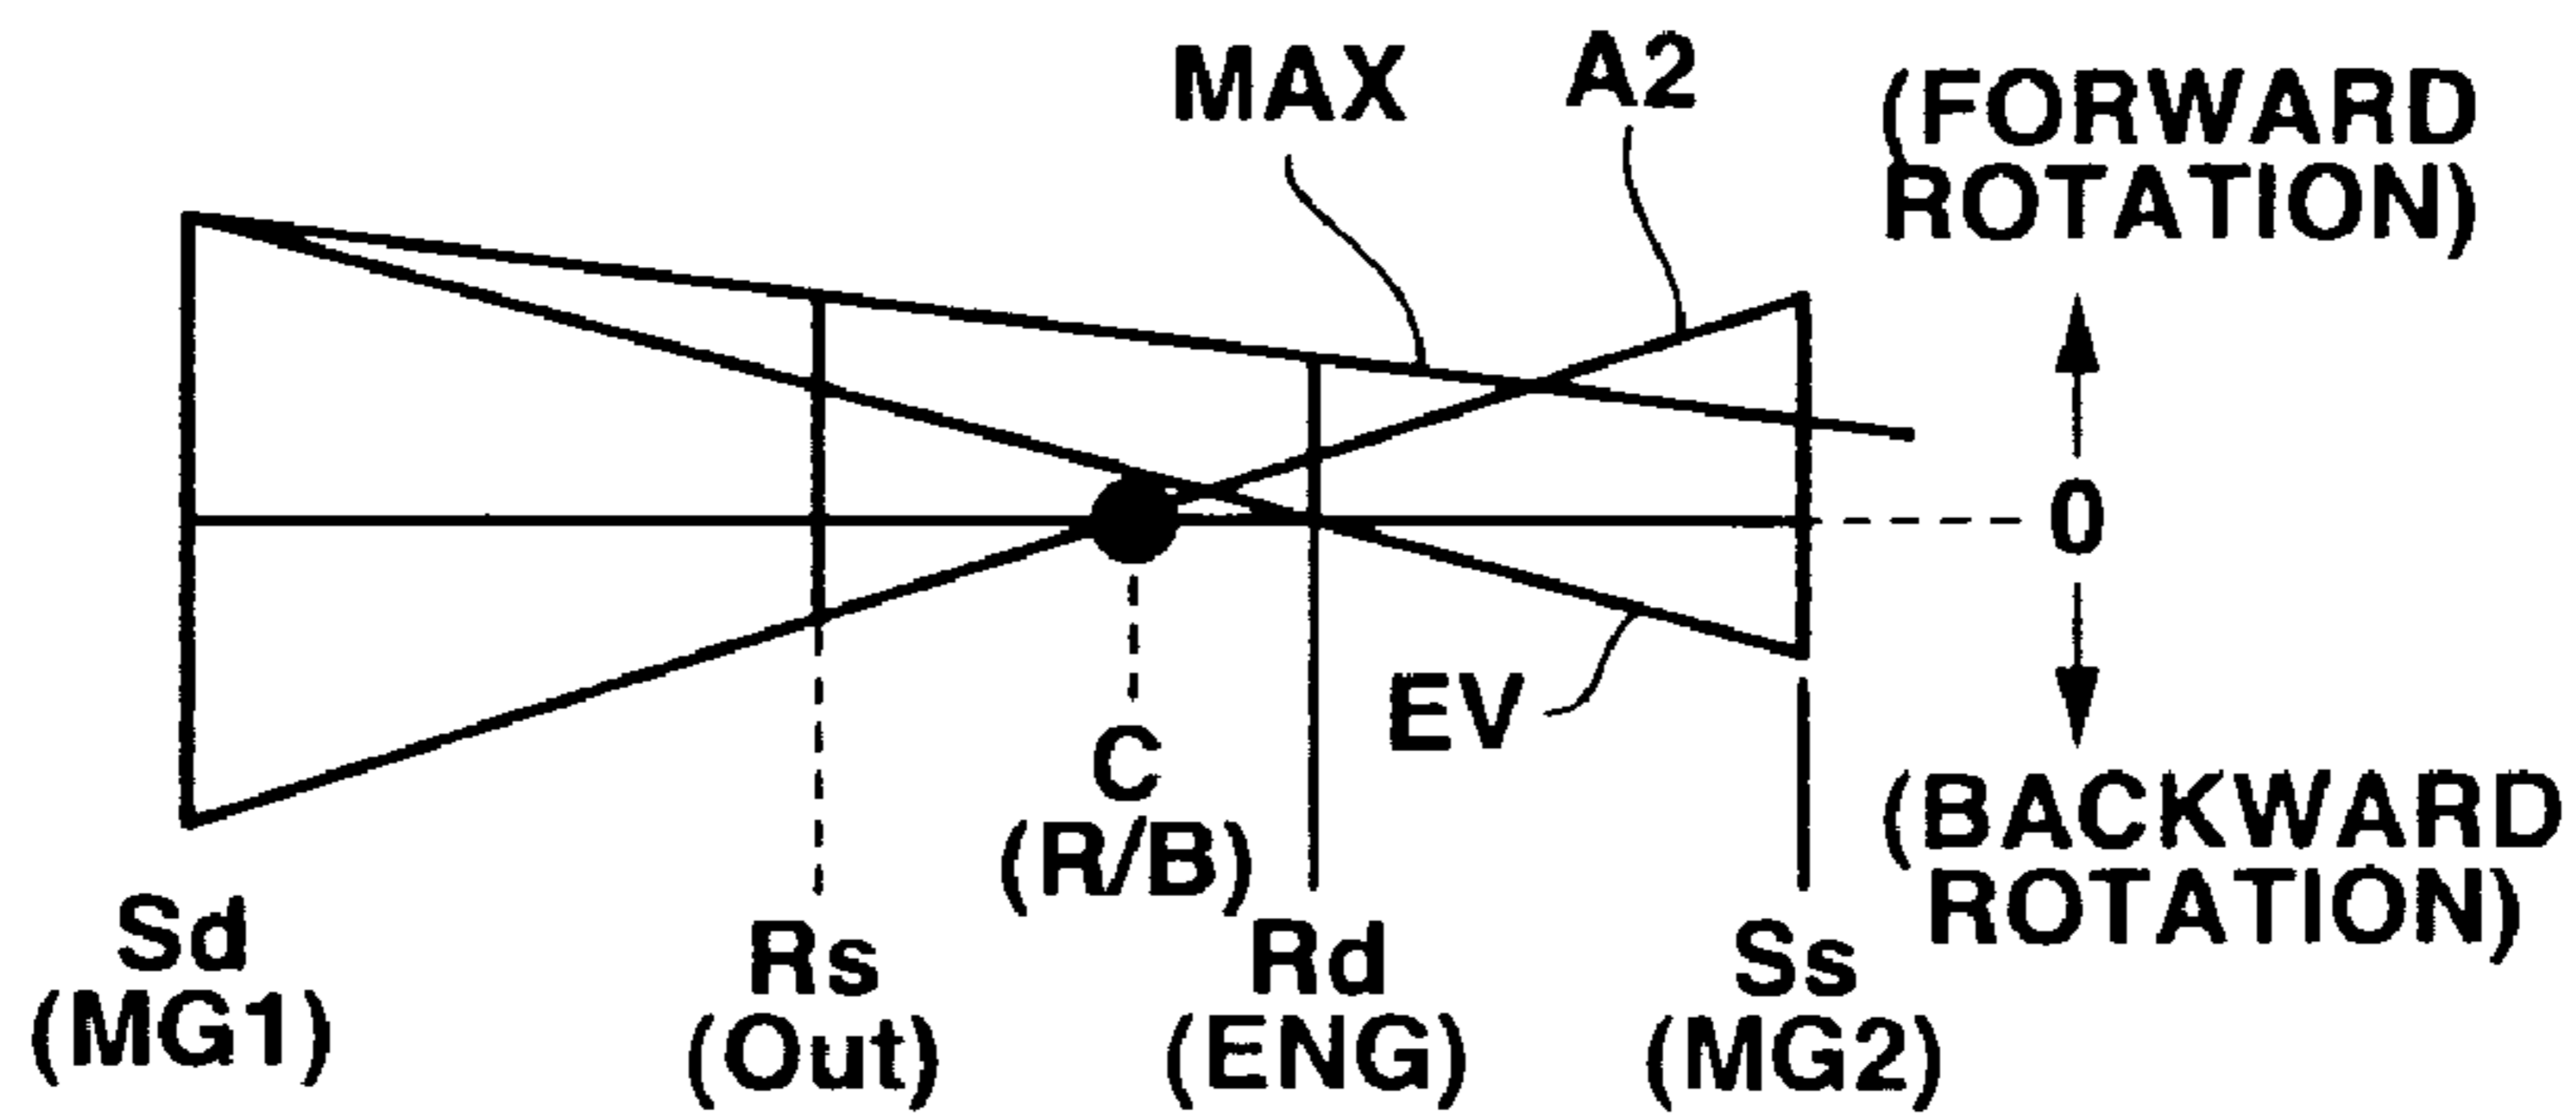 MAX
A2
(FORWARD
ROTATION)
0
EV
C
(R/B)
(BACKWARD
ROTATION)
Sd
(MG1)
Rs
(Out)
Rd
(ENG)
Ss
(MG2)